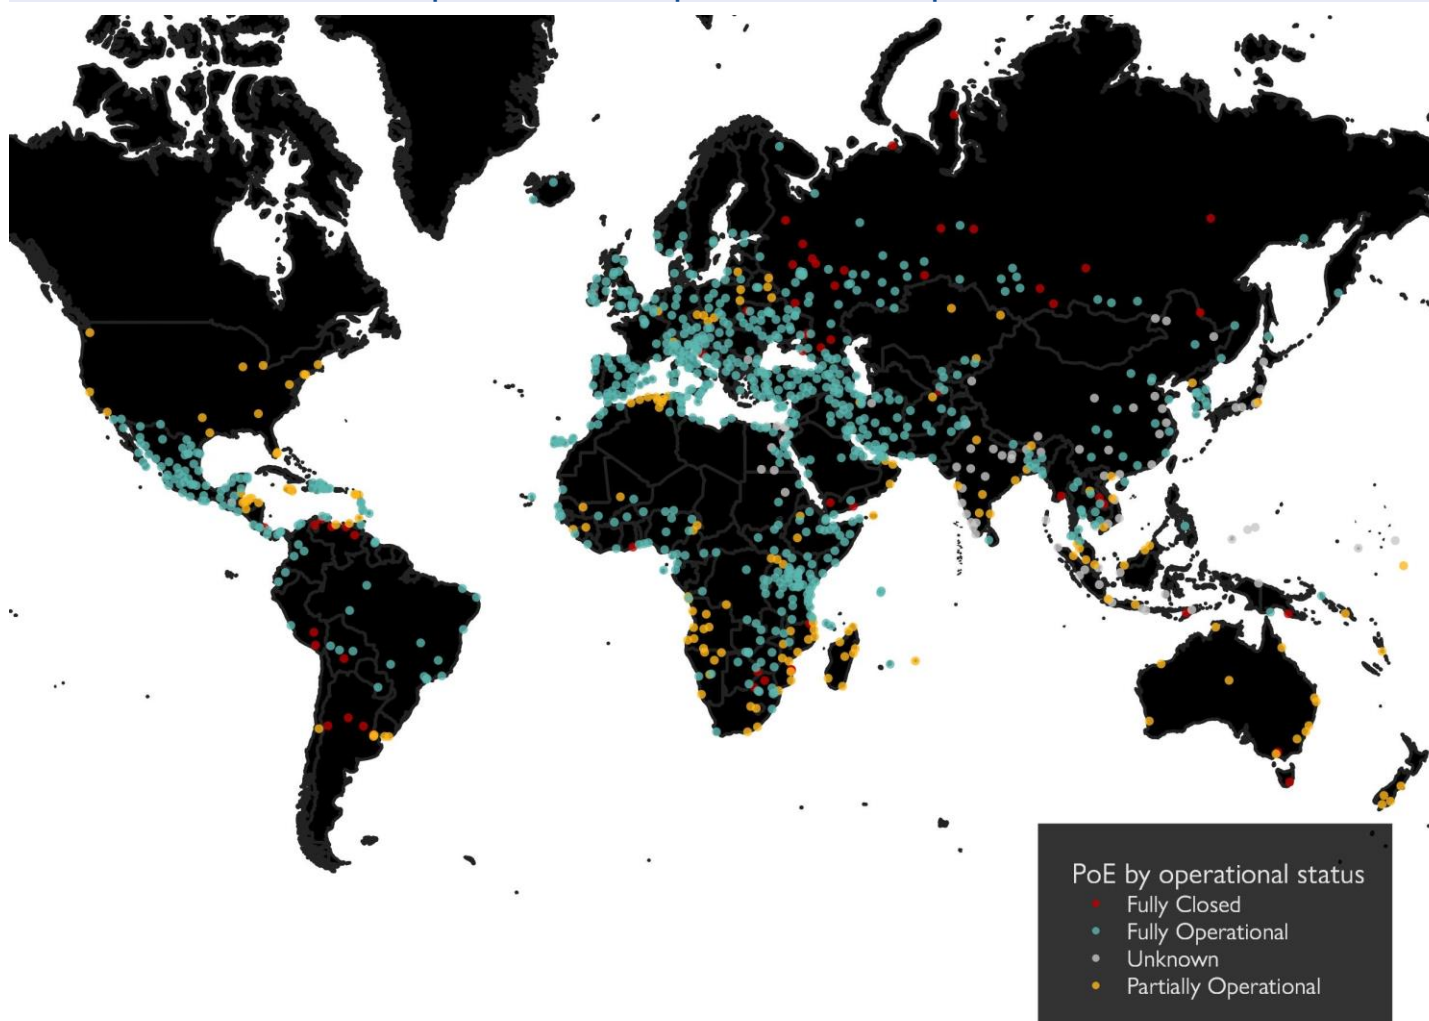 PoE by operational status
Fully Closed
Fully Operational
Unknown
Partially Operational